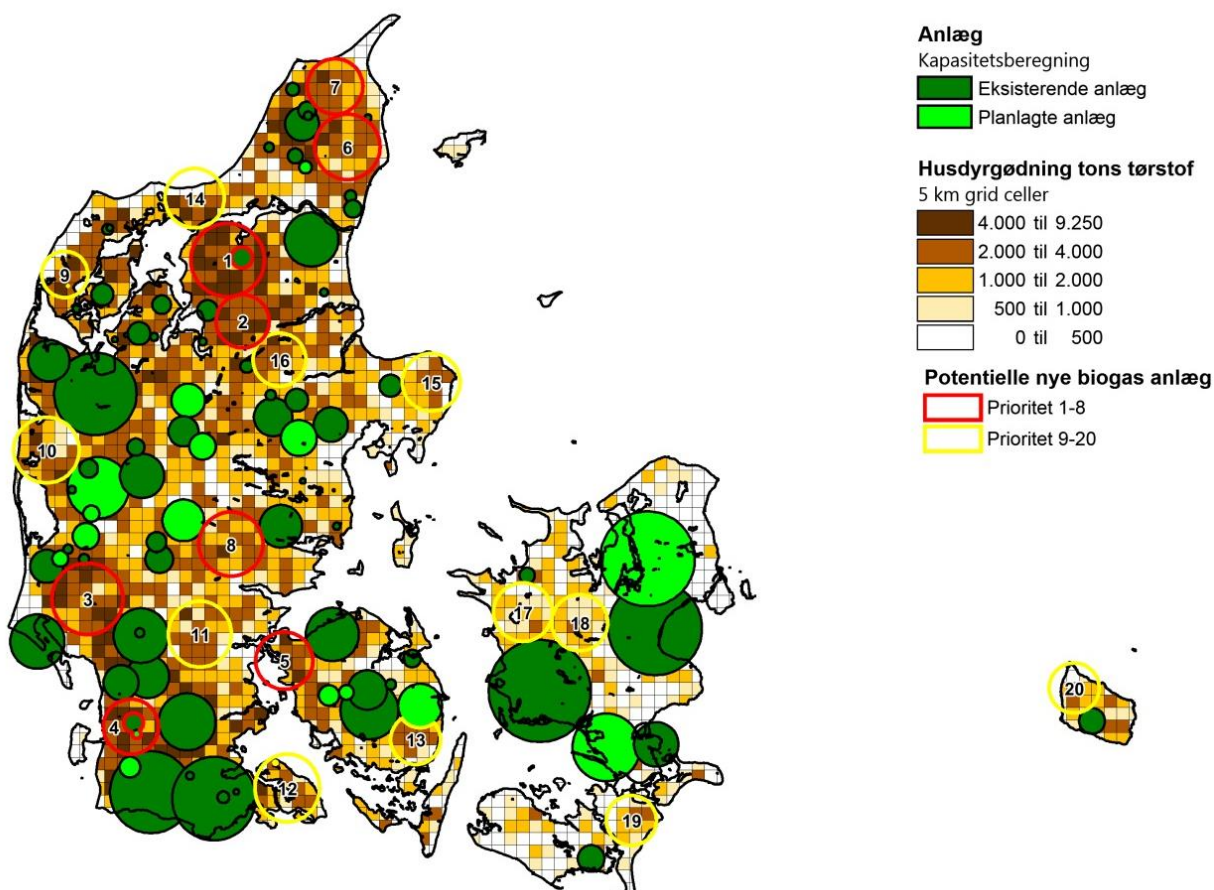 Anlæg
Kapasitetsberegning
Eksisterende anlæg
Planlagte anlæg
Husdyrgødning tons tørstof
5 km grid celler
4.000 til 9.250
2.000 til 4.000
1.000 til 2.000
500 til 1.000
0 til 500
Potentielle nye biogas anlæg
Prioritet 1-8
Prioritet 9-20
7
6
14
1
9
2
16
15
10
8
3
17
18
11
5
20
4
13
12
19